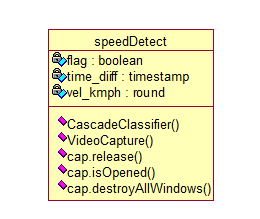 speedDetect
flag : boolean
time_diff : timestamp
vel_kmph : round
CascadeClassifier()
VideoCapture()
cap.release()
cap.isOpened()
cap.destroyAllWindows()